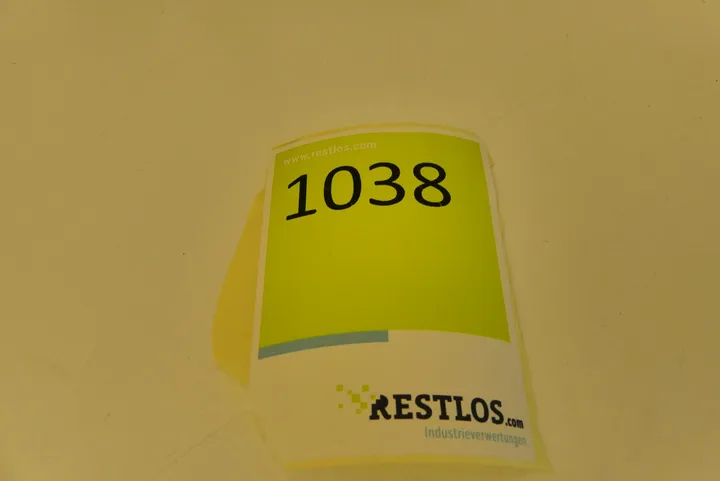 www.restlos.com
1038
RESTLOS.com
Industrieverwertungen